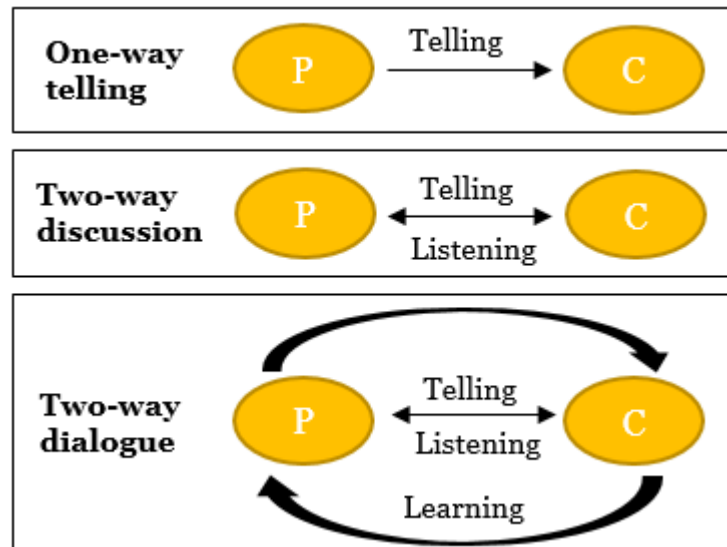 One-way
telling
P
Telling
C
Two-way
discussion
P
Telling
Listening
C
Two-way
dialogue
P
Telling
Listening
C
Learning